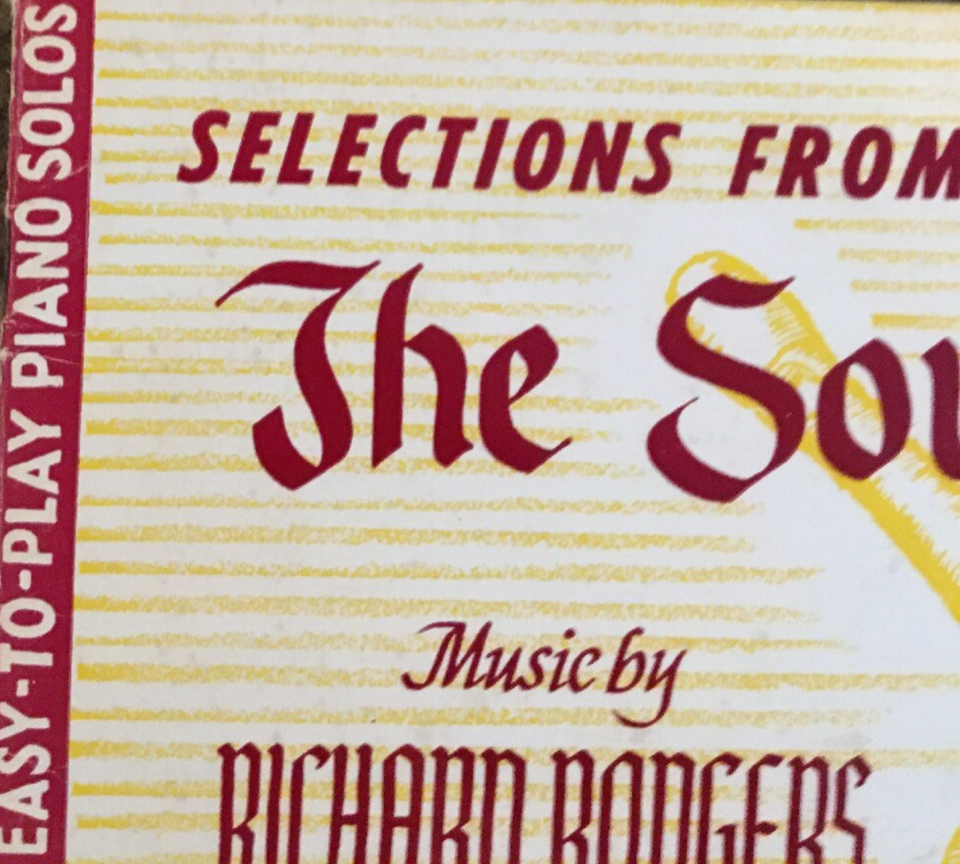 EASY-TO-PLAY PIANO SOLOS
SELECTIONS FROM
The Sou
Music by
RICHARD RODGERS